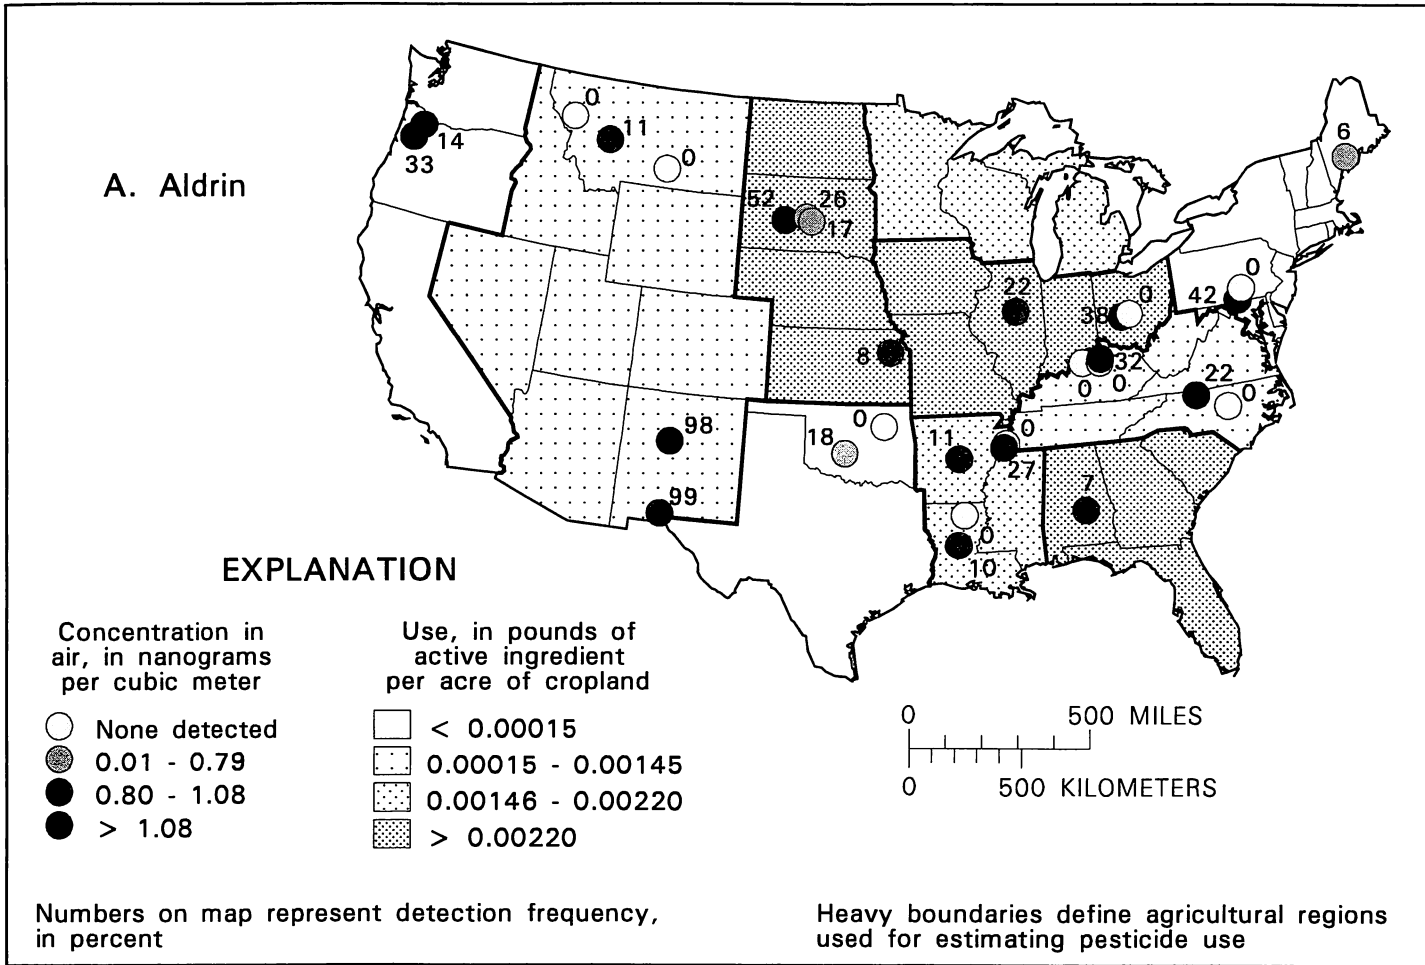 A. Aldrin
0
11
0
14
33
6
52
26
17
0
42
22
0
38
8
32
0
0
22
0
98
0
18
11
0
27
99
7
0
10
EXPLANATION
Concentration in
air, in nanograms
per cubic meter
None detected
0.01 - 0.79
0.80 - 1.08
> 1.08
Use, in pounds of
active ingredient
per acre of cropland
< 0.00015
0.00015 - 0.00145
0.00146 - 0.00220
> 0.00220
0 500 MILES
0 500 KILOMETERS
Numbers on map represent detection frequency,
in percent
Heavy boundaries define agricultural regions
used for estimating pesticide use